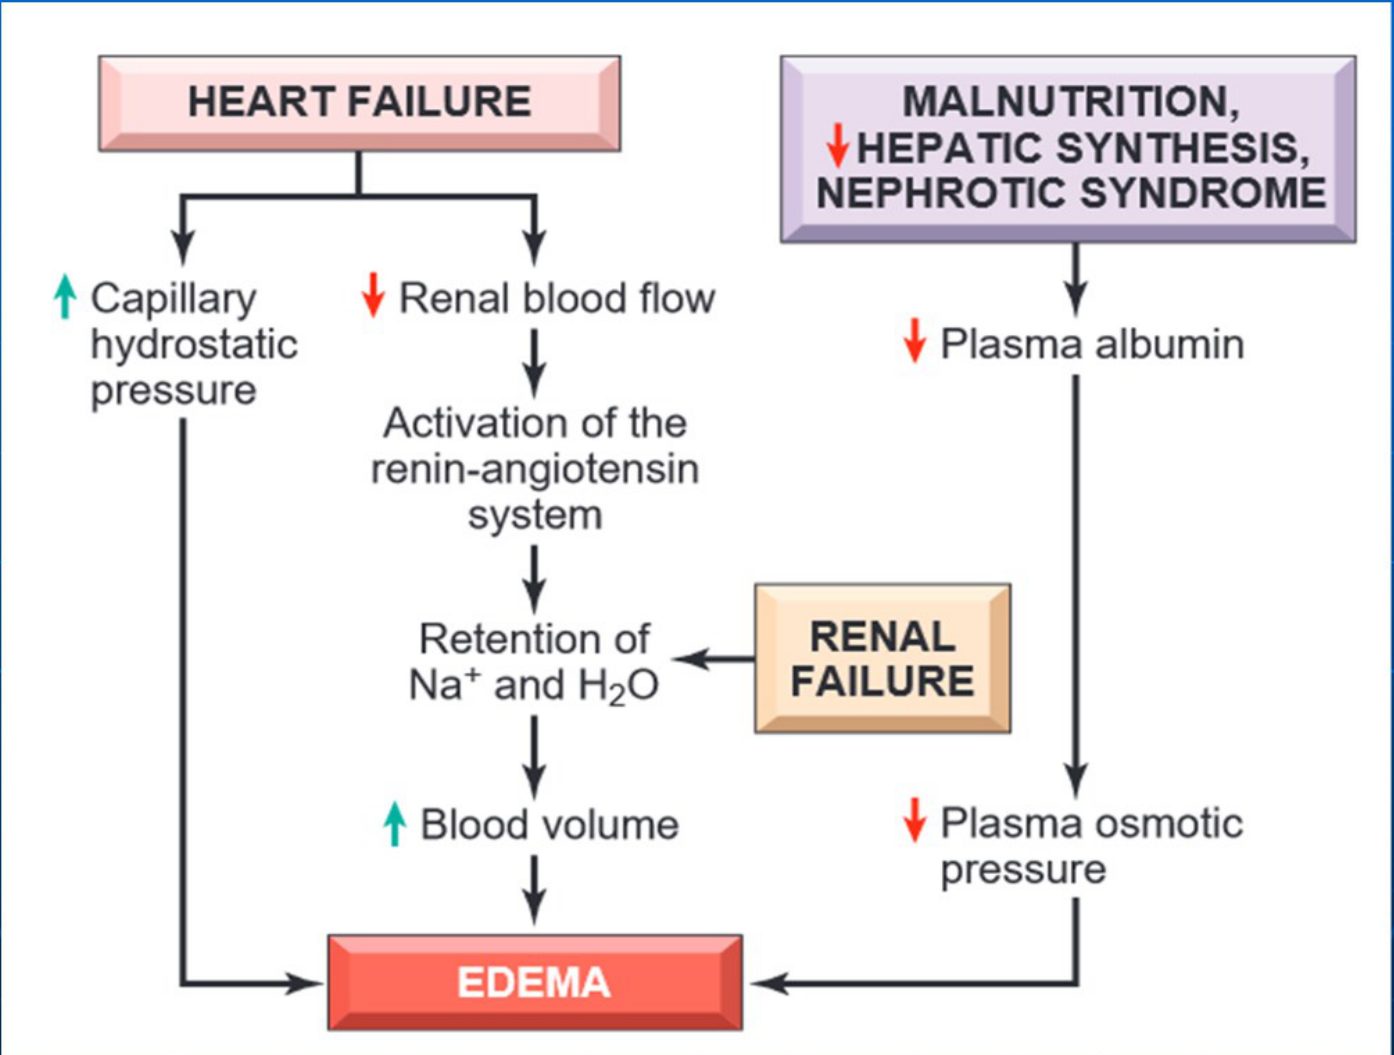 HEART FAILURE
MALNUTRITION,
↓ HEPATIC SYNTHESIS,
NEPHROTIC SYNDROME
↑ Capillary
hydrostatic
pressure
↓ Renal blood flow
Activation of the
renin-angiotensin
system
Retention of
Na⁺ and H₂O
RENAL
FAILURE
↑ Blood volume
↓ Plasma albumin
↓ Plasma osmotic
pressure
EDEMA